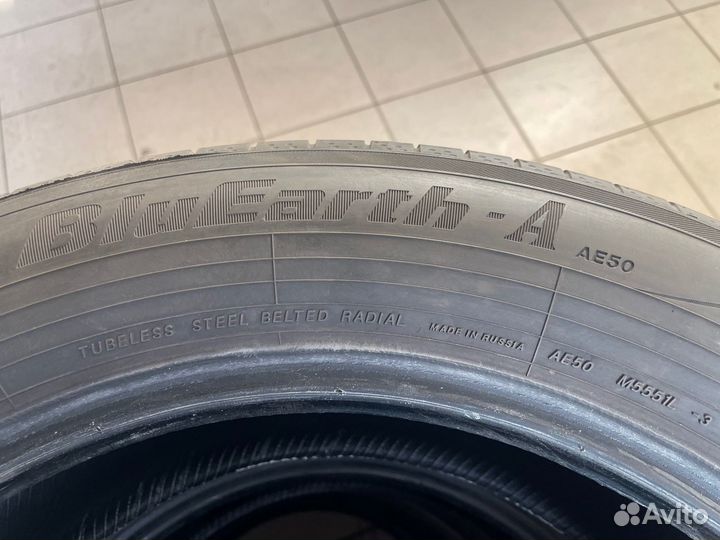 BluEarth-A AE50
TUBELESS STEEL BELTED RADIAL MADE IN RUSSIA AE50 M5551L -3
Avito